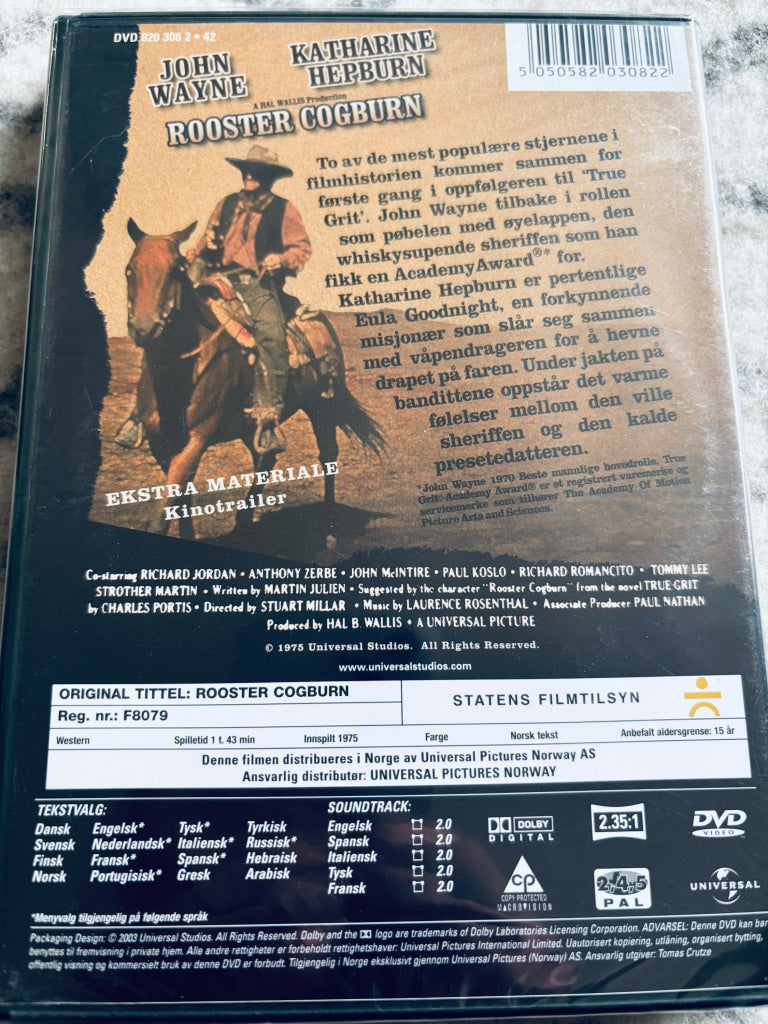 DVD 820 308 2 • 42
5 050582 030822
JOHN
WAYNE
KATHARINE
HEPBURN
A HAL WALLIS Production
ROOSTER COGBURN
To av de mest populære stjernene i
filmhistorien kommer sammen for
første gang i oppfølgeren til 'True
Grit'. John Wayne tilbake i rollen
som pøbelen med øyelappen, den
whiskysupende sheriffen som han
fikk en AcademyAward®* for.
Katharine Hepburn er pertentlige
Eula Goodnight, en forkynnende
misjonær som slår seg sammen
med våpendrageren for å hevne
drapet på faren. Under jakten på
bandittene oppstår det varme
følelser mellom den ville
sheriffen og den kalde
presetedatteren.
*John Wayne 1970 Beste mannlige hovedrolle, True
Grit. Academy Award® er et registrert varemerke og
servicemerke som tilhører The Academy Of Motion
Picture Arts and Sciences.
EKSTRA MATERIALE
Kinotrailer
Co-starring RICHARD JORDAN • ANTHONY ZERBE • JOHN McINTIRE • PAUL KOSLO • RICHARD ROMANCITO • TOMMY LEE
STROTHER MARTIN • Written by MARTIN JULIEN • Suggested by the character "Rooster Cogburn" from the novel TRUE GRIT
by CHARLES PORTIS • Directed by STUART MILLAR • Music by LAURENCE ROSENTHAL • Associate Producer PAUL NATHAN
Produced by HAL B. WALLIS • A UNIVERSAL PICTURE
© 1975 Universal Studios. All Rights Reserved.
www.universalstudios.com
ORIGINAL TITTEL: ROOSTER COGBURN
Reg. nr.: F8079
STATENS FILMTILSYN
Western Spilletid 1 t. 43 min Innspilt 1975 Farge Norsk tekst Anbefalt aldersgrense: 15 år
Denne filmen distribueres i Norge av Universal Pictures Norway AS
Ansvarlig distributør: UNIVERSAL PICTURES NORWAY
TEKSTVALG:
Dansk Engelsk* Tysk* Tyrkisk
Svensk Nederlandsk* Italiensk* Russisk*
Finsk Fransk* Spansk* Hebraisk
Norsk Portugisisk* Gresk Arabisk
SOUNDTRACK:
Engelsk 2.0
Spansk 2.0
Italiensk 2.0
Tysk 2.0
Fransk 2.0
DOLBY
DIGITAL
2.35:1
DVD
VIDEO
CP
COPY PROTECTED
MACROVISION
2,4,5
PAL
UNIVERSAL
*Menyvalg tilgjengelig på følgende språk
Packaging Design: © 2003 Universal Studios. All Rights Reserved. Dolby and the DD logo are trademarks of Dolby Laboratories Licensing Corporation. ADVARSEL: Denne DVD kan bare
benyttes til fremvisning i private hjem. Alle andre rettigheter er forbeholdt rettighetshaver: Universal Pictures International Limited. Uautorisert kopiering, utlåning, organisert bytting,
offentlig visning og kommersielt bruk av denne DVD er forbudt. Tilgjengelig i Norge eksklusivt gjennom Universal Pictures (Norway) AS. Ansvarlig utgiver: Tomas Crutze